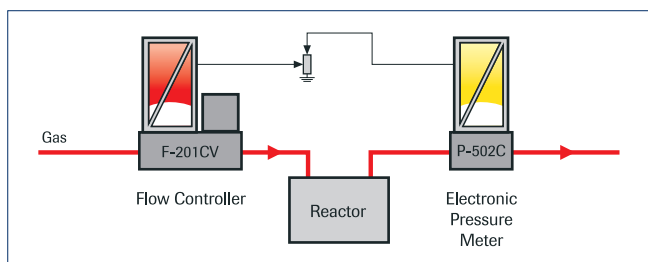 Gas
F-201CV
P-502C
Flow Controller
Reactor
Electronic
Pressure
Meter